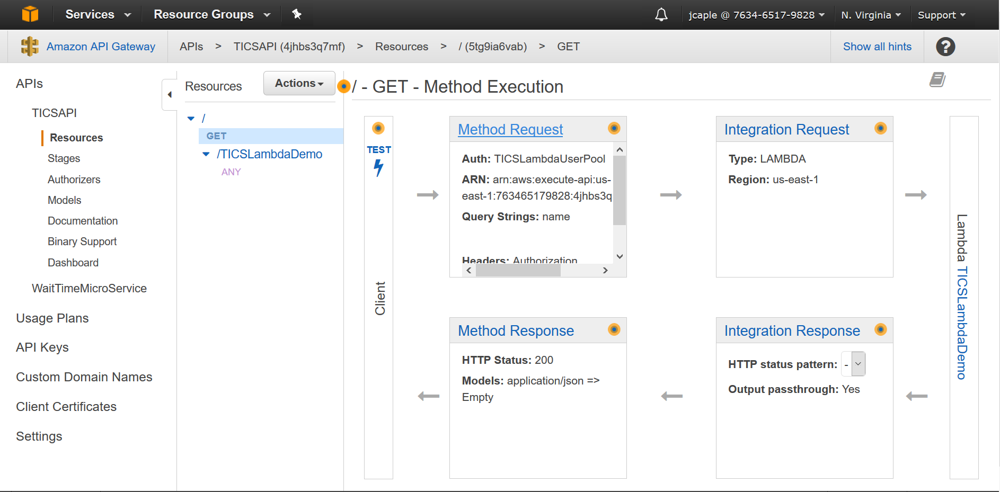 Services
Resource Groups
jcaple @ 7634-6517-9828
N. Virginia
Support
Amazon API Gateway
APIs > TICSAPI (4jhbs3q7mf) > Resources > / (5tg9ia6vab) > GET
Show all hints
?
APIs
TICSAPI
Resources
Stages
Authorizers
Models
Documentation
Binary Support
Dashboard
WaitTimeMicroService
Usage Plans
API Keys
Custom Domain Names
Client Certificates
Settings
Resources
Actions
/
GET
/TICSLambdaDemo
ANY
/ - GET - Method Execution
TEST
Client
Method Request
Auth: TICSLambdaUserPool
ARN: arn:aws:execute-api:us-
east-1:763465179828:4jhbs3q
Query Strings: name
Headers: Authorization
Integration Request
Type: LAMBDA
Region: us-east-1
Lambda TICSLambdaDemo
Method Response
HTTP Status: 200
Models: application/json =>
Empty
Integration Response
HTTP status pattern: -
Output passthrough: Yes